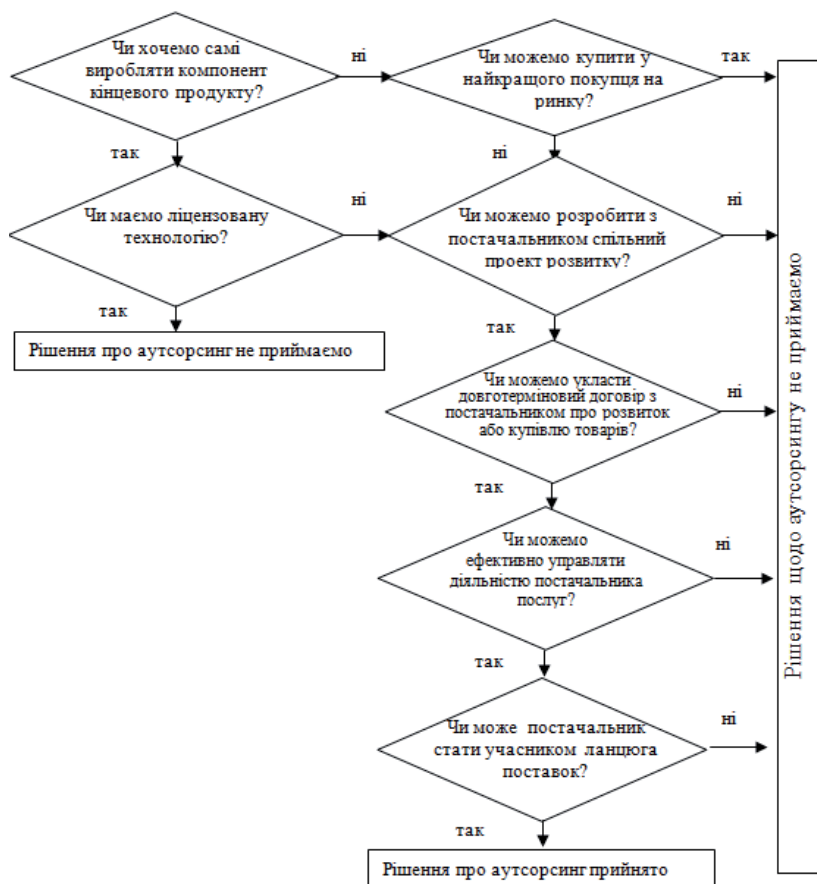 Чи хочемо самі
виробляти компонент
кінцевого продукту?
ні
Чи можемо купити у
найкращого покупця на
ринку?
так
так
ні
Чи маємо ліцензовану
технологію?
ні
Чи можемо розробити з
постачальником спільний
проект розвитку?
ні
так
Рішення про аутсорсинг не приймаємо
так
Чи можемо укласти
довготерміновий договір з
постачальником про розвиток
або купівлю товарів?
ні
так
Чи можемо
ефективно управляти
діяльністю постачальника
послуг?
ні
так
Чи може постачальник
стати учасником ланцюга
поставок?
ні
так
Рішення про аутсорсинг прийнято
Рішення щодо аутсорсингу не приймаємо